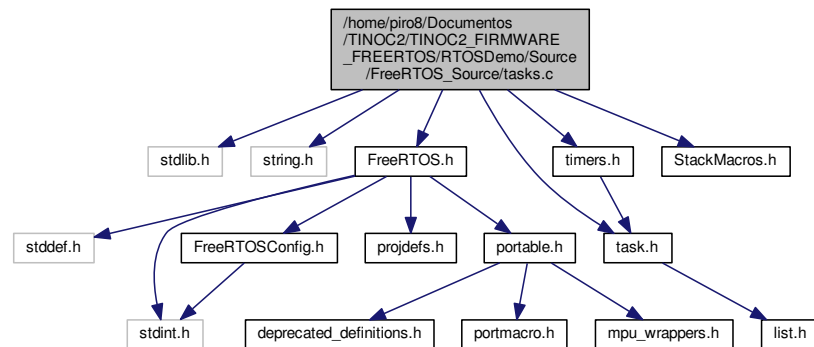 /home/piro8/Documentos
/TINOC2/TINOC2_FIRMWARE
_FREERTOS/RTOSDemo/Source
/FreeRTOS_Source/tasks.c
stdlib.h
string.h
FreeRTOS.h
timers.h
StackMacros.h
stddef.h
FreeRTOSConfig.h
projdefs.h
portable.h
task.h
stdint.h
deprecated_definitions.h
portmacro.h
mpu_wrappers.h
list.h